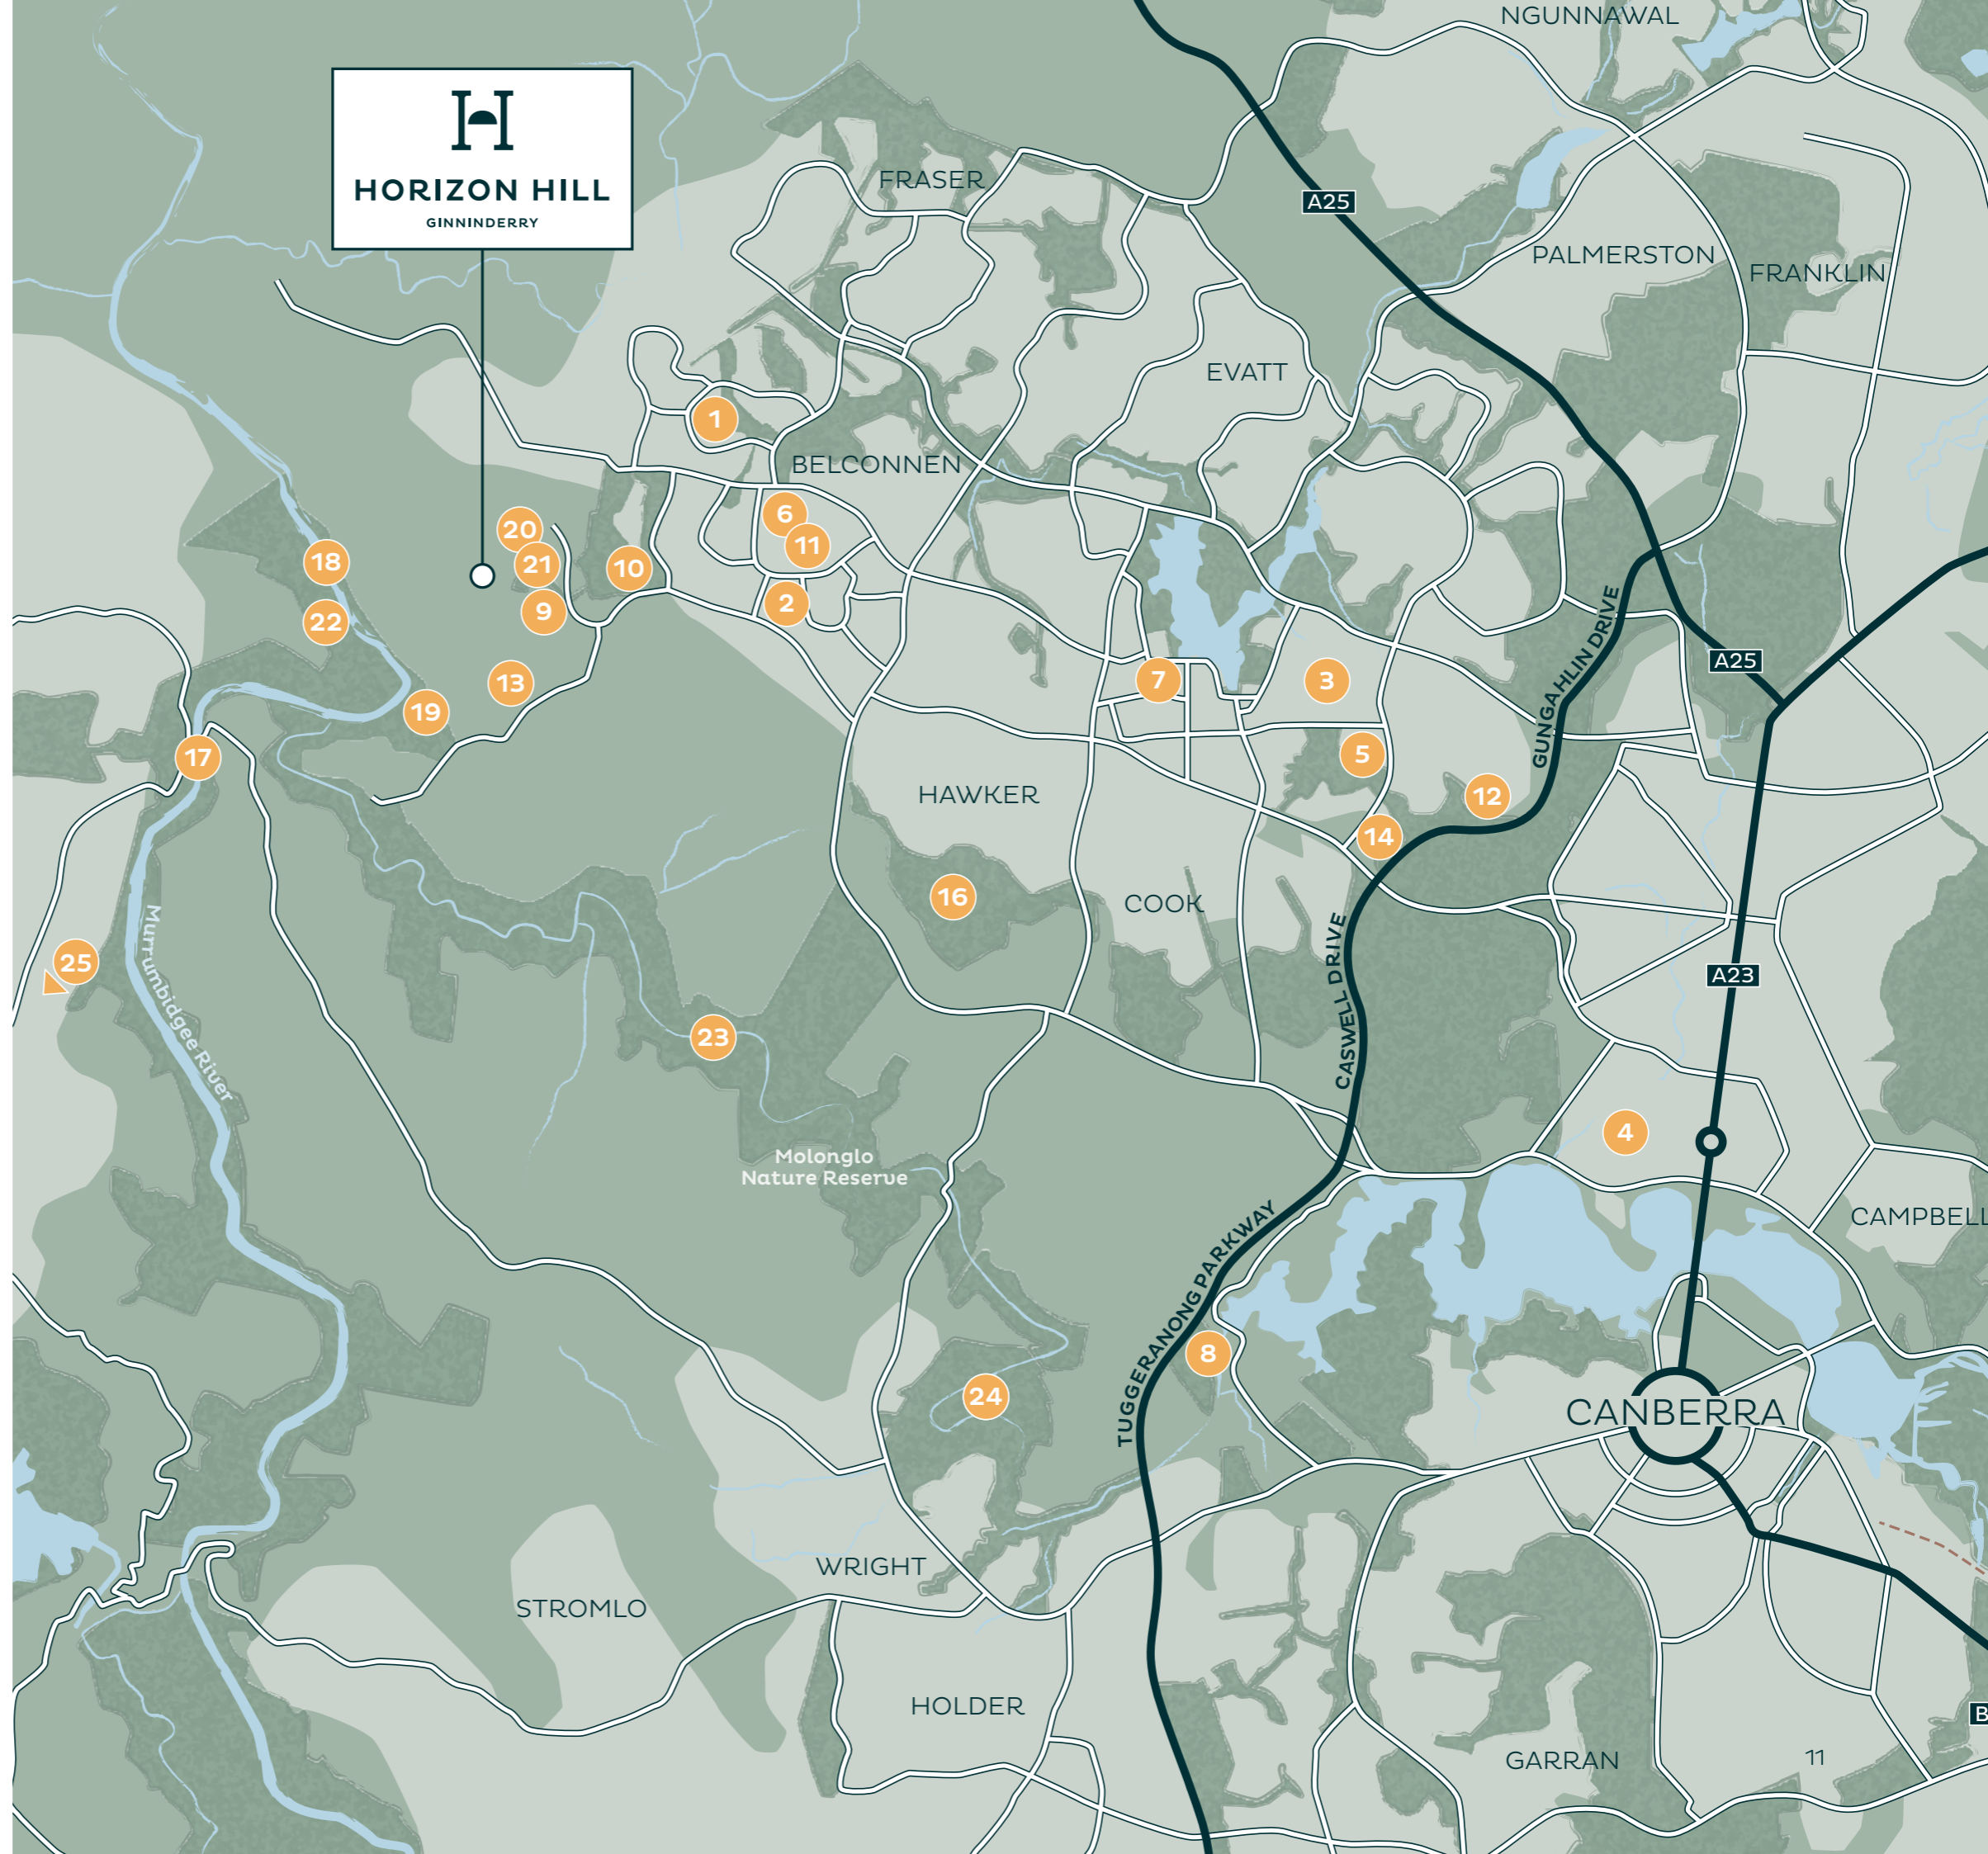 NGUNNAWAL
H
HORIZON HILL
GINNINDERRY
FRASER
A25
PALMERSTON
FRANKLIN
EVATT
1
BELCONNEN
6
20
11
18
21
10
2
9
22
GUNGAHLIN DRIVE
A25
7
3
13
19
5
17
HAWKER
12
14
16
COOK
Murrumbidgee River
CASWELL DRIVE
25
A23
23
4
Molonglo
Nature Reserve
CAMPBELL
TUGGERANONG PARKWAY
8
24
CANBERRA
WRIGHT
STROMLO
HOLDER
B
GARRAN
11